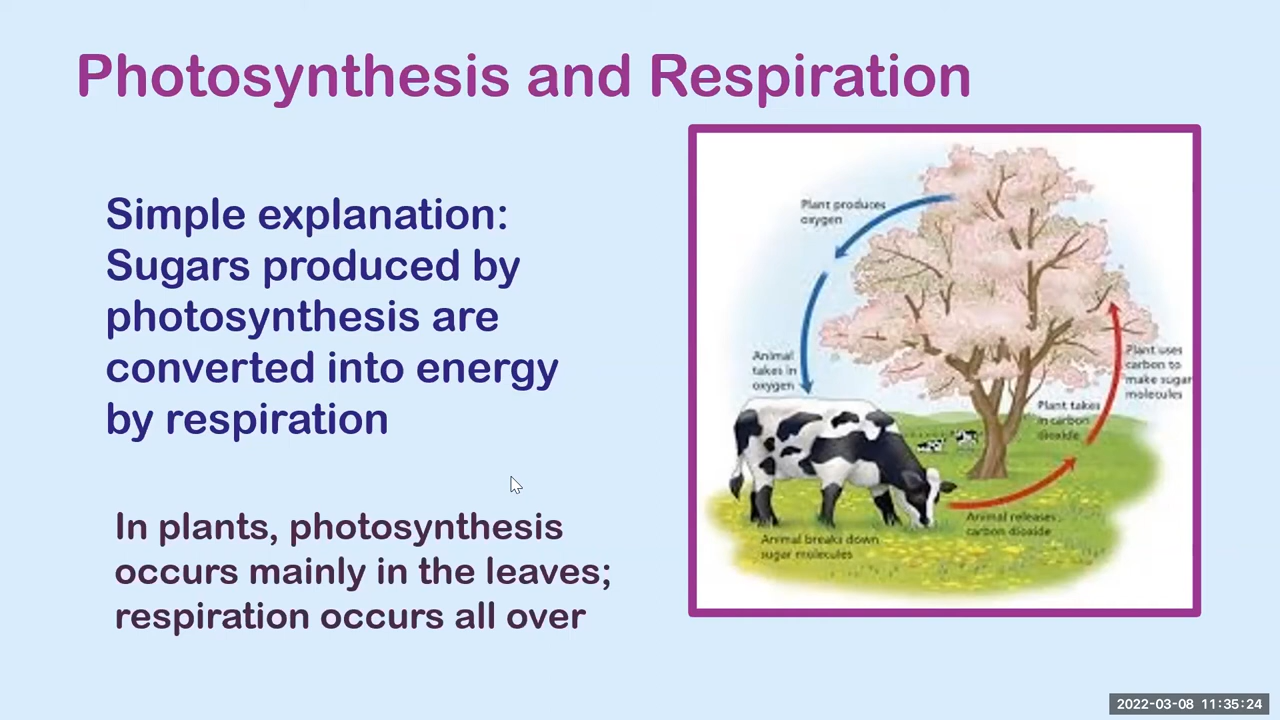 Photosynthesis and Respiration
Simple explanation:
Sugars produced by
photosynthesis are
converted into energy
by respiration
In plants, photosynthesis
occurs mainly in the leaves;
respiration occurs all over
Plant produces
oxygen
Animal
takes in
oxygen
Plant uses
carbon to
make sugar
molecules
Plant takes
in carbon
dioxide
Animal releases
carbon dioxide
Animal breaks down
sugar molecules
2022-03-08 11:35:24